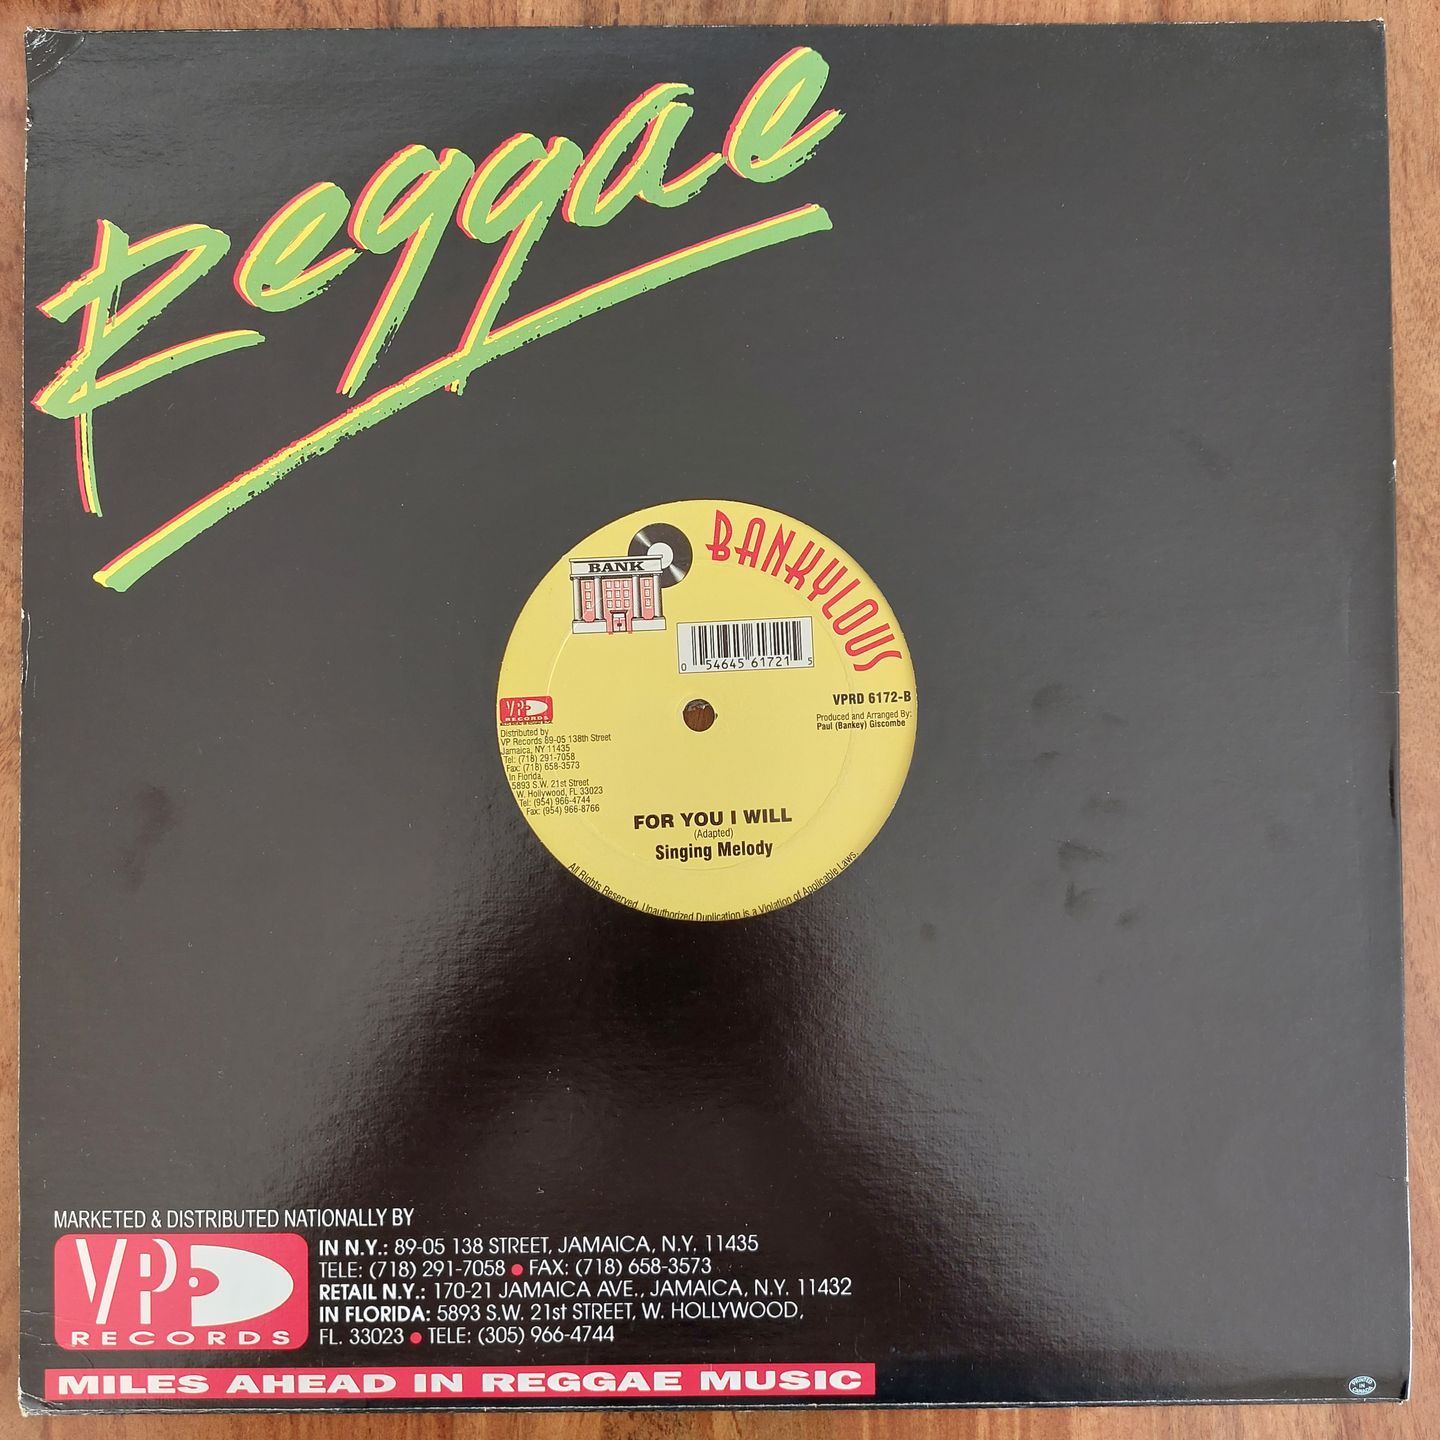 Reggae
BANK
BANKYLOUS
0 54645 61721 5
VPRD 6172-B
Produced and Arranged By:
Paul (Bankey) Giscombe
VP
RECORDS
Distributed by
VP Records 89-05 138th Street
Jamaica, NY 11435
Tel: (718) 291-7058
Fax: (718) 658-3573
In Florida,
5893 S.W. 21st Street
W. Hollywood, FL 33023
Tel: (954) 966-4744
Fax: (954) 966-8766
FOR YOU I WILL
(Adapted)
Singing Melody
All Rights Reserved. Unauthorized Duplication is a Violation of Applicable Laws.
MARKETED & DISTRIBUTED NATIONALLY BY
VP
RECORDS
IN N.Y.: 89-05 138 STREET, JAMAICA, N.Y. 11435
TELE: (718) 291-7058 ● FAX: (718) 658-3573
RETAIL N.Y.: 170-21 JAMAICA AVE., JAMAICA, N.Y. 11432
IN FLORIDA: 5893 S.W. 21st STREET, W. HOLLYWOOD,
FL. 33023 ● TELE: (305) 966-4744
MILES AHEAD IN REGGAE MUSIC
PRINTED
IN
CANADA